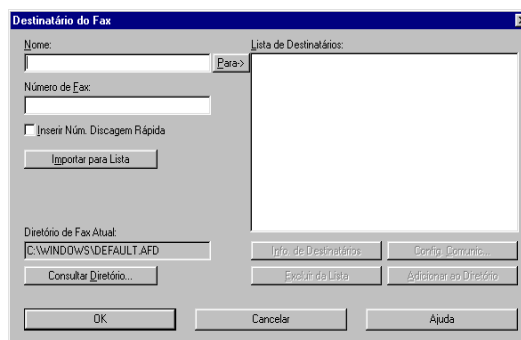 Destinatário do Fax
Nome:
Para->
Lista de Destinatários:
Número de Fax:
Inserir Núm. Discagem Rápida
Importar para Lista
Diretório de Fax Atual:
C:\WINDOWS\DEFAULT.AFD
Consultar Diretório...
Info. de Destinatários
Config. Comunic...
Excluir da Lista
Adicionar ao Diretório
OK
Cancelar
Ajuda